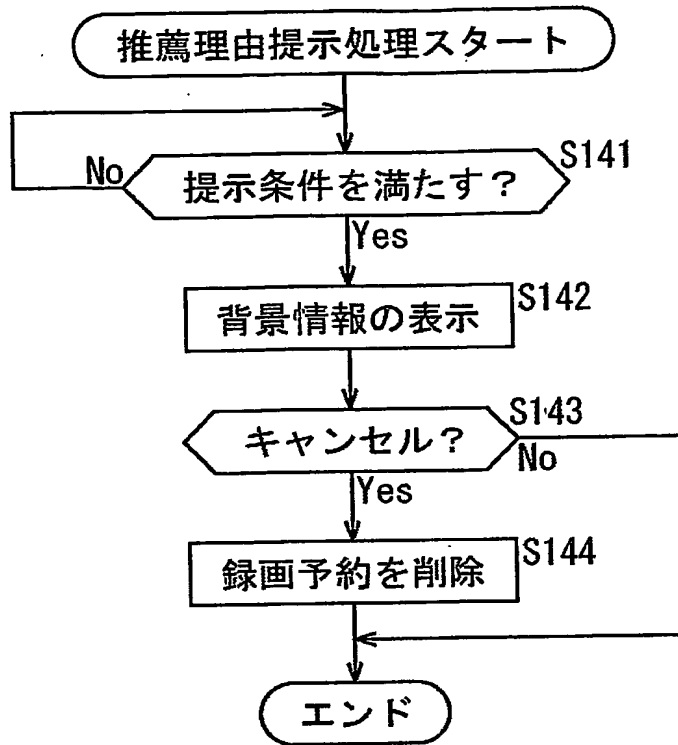 推薦理由提示処理スタート
S141
No
提示条件を満たす?
Yes
S142
背景情報の表示
S143
キャンセル?
No
Yes
S144
録画予約を削除
エンド